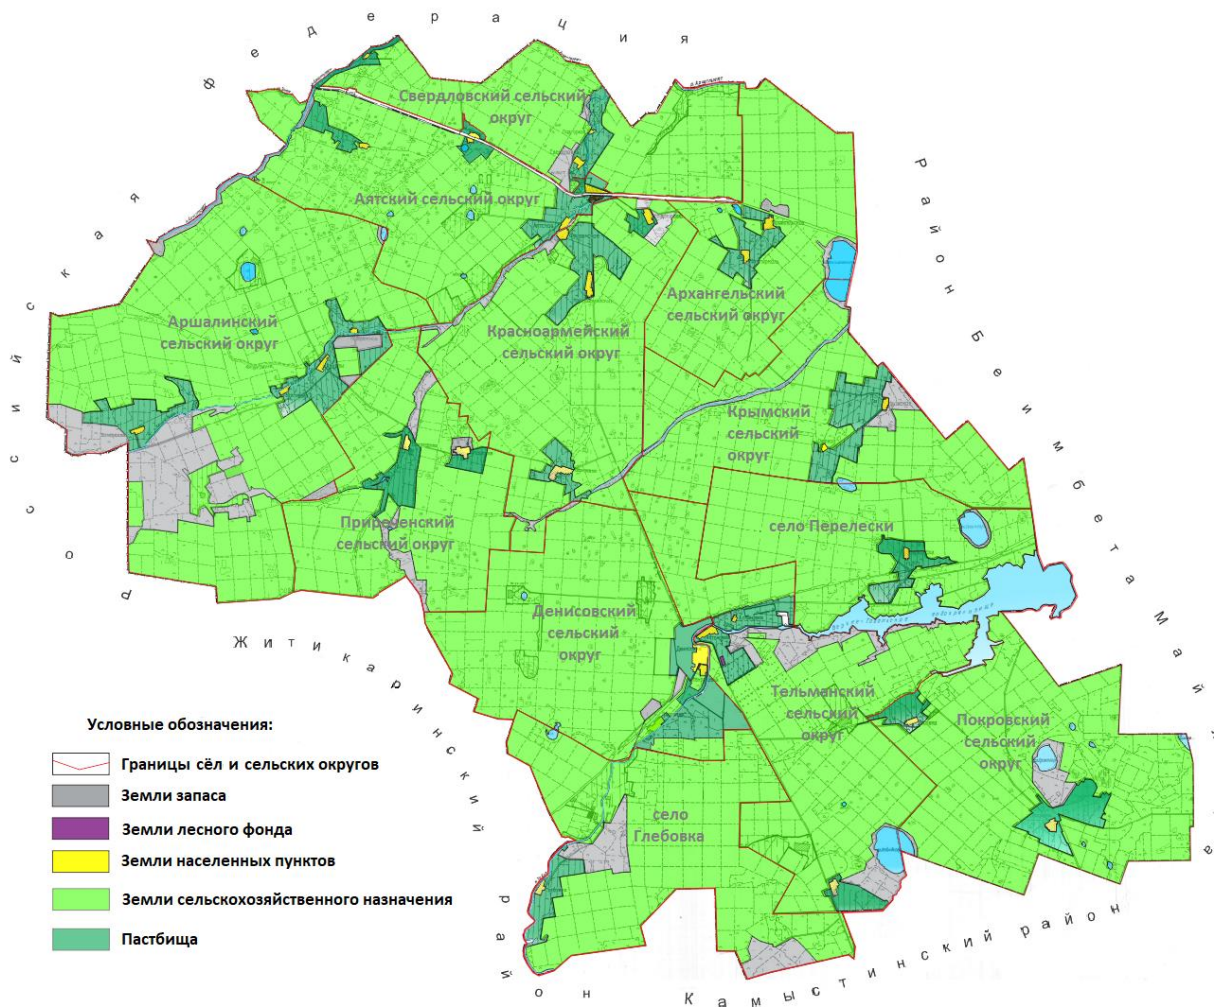 Российская Федерация
Район Беимбета Майлина
Свердловский сельский
округ
Аятский сельский округ
Архангельский
сельский округ
Аршалинский
сельский округ
Красноармейский
сельский округ
Крымский
сельский
округ
село Перелески
Приреченский
сельский округ
Денисовский
сельский
округ
Житикаринский район
Тельманский
сельский
округ
Покровский
сельский
округ
село
Глебовка
Камыстинский район
Условные обозначения:
Границы сёл и сельских округов
Земли запаса
Земли лесного фонда
Земли населенных пунктов
Земли сельскохозяйственного назначения
Пастбища